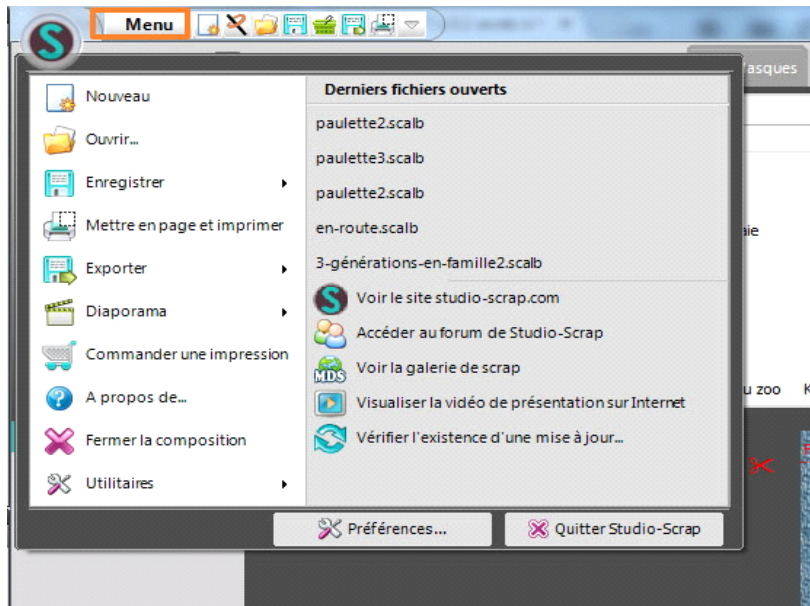 Menu
asques
Nouveau
Ouvrir...
Enregistrer
Mettre en page et imprimer
Exporter
Diaporama
Commander une impression
A propos de...
Fermer la composition
Utilitaires
Derniers fichiers ouverts
paulette2.scalb
paulette3.scalb
paulette2.scalb
en-route.scalb
3-générations-en-famille2.scalb
S
Voir le site studio-scrap.com
Accéder au forum de Studio-Scrap
MDS
Voir la galerie de scrap
Visualiser la vidéo de présentation sur Internet
Vérifier l'existence d'une mise à jour...
Préférences...
Quitter Studio-Scrap
aie
u zoo
K